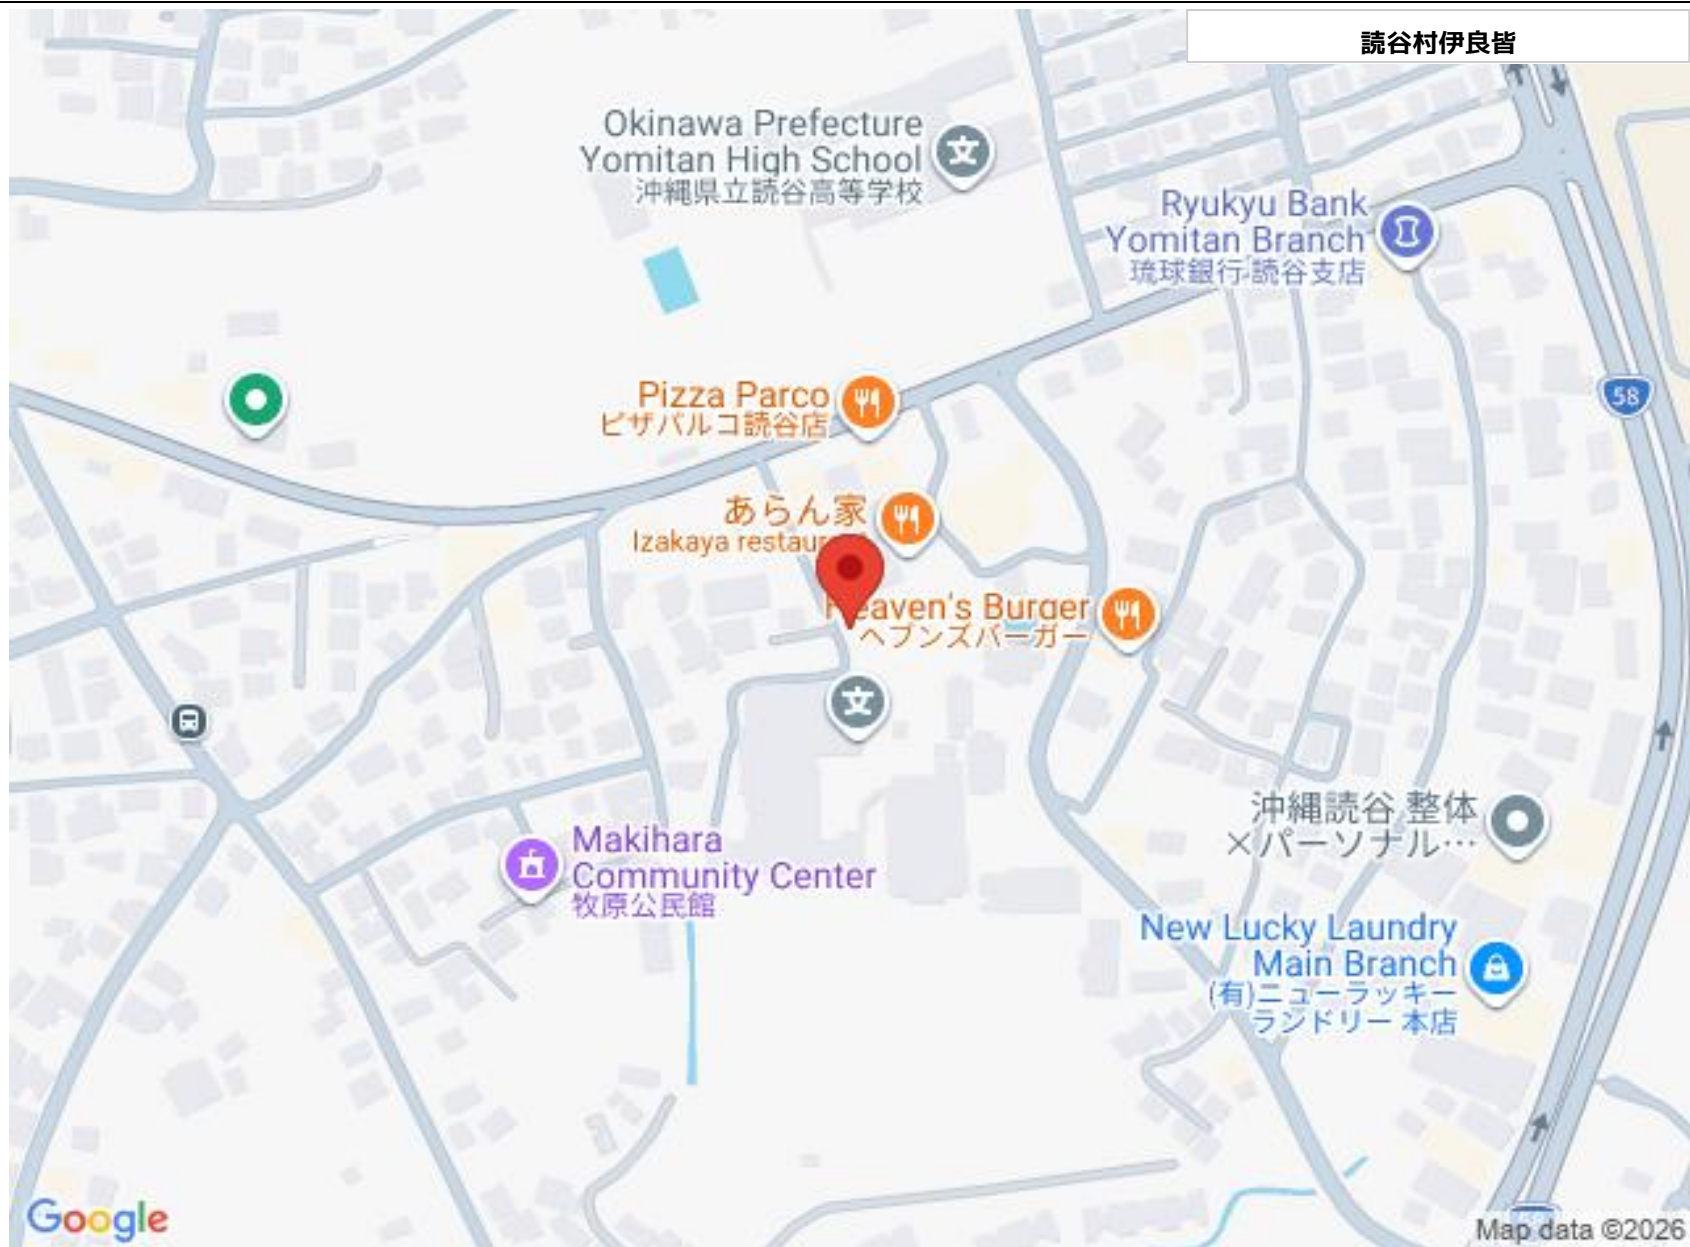 読谷村伊良皆
Okinawa Prefecture
Yomitan High School
沖縄県立読谷高等学校
Ryukyu Bank
Yomitan Branch
琉球銀行 読谷支店
58
Pizza Parco
ピザパルコ読谷店
あらん家
Izakaya restaur
Heaven's Burger
ヘブンズバーガー
文
文
沖縄読谷 整体
×パーソナル…
Makihara
Community Center
牧原公民館
New Lucky Laundry
Main Branch
(有)ニューラッキー
ランドリー 本店
Google
Map data ©2026